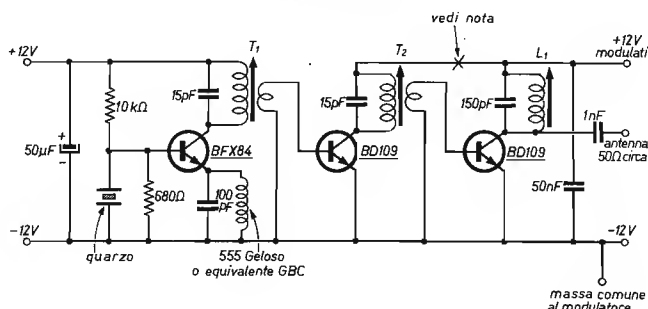 vedi nota
+12V
T1
T2
L1
+12V
modulati
10kΩ
15pF
15pF
150pF
1nF
50µF
+
−
BFX84
BD109
BD109
antenna
50Ω circa
680Ω
100
pF
50nF
−12V
−12V
quarzo
555 Geloso
o equivalente GBC
massa comune
al modulatore